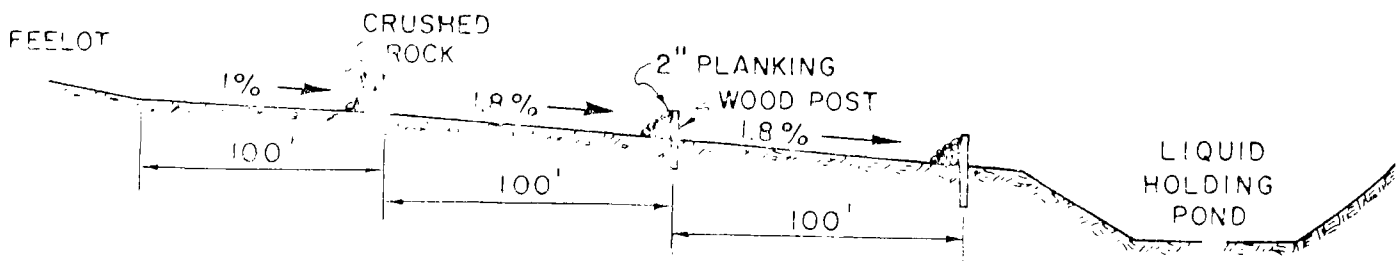 FEELOT
CRUSHED
ROCK
1%
1.8%
2" PLANKING
WOOD POST
1.8%
100'
100'
100'
LIQUID
HOLDING
POND